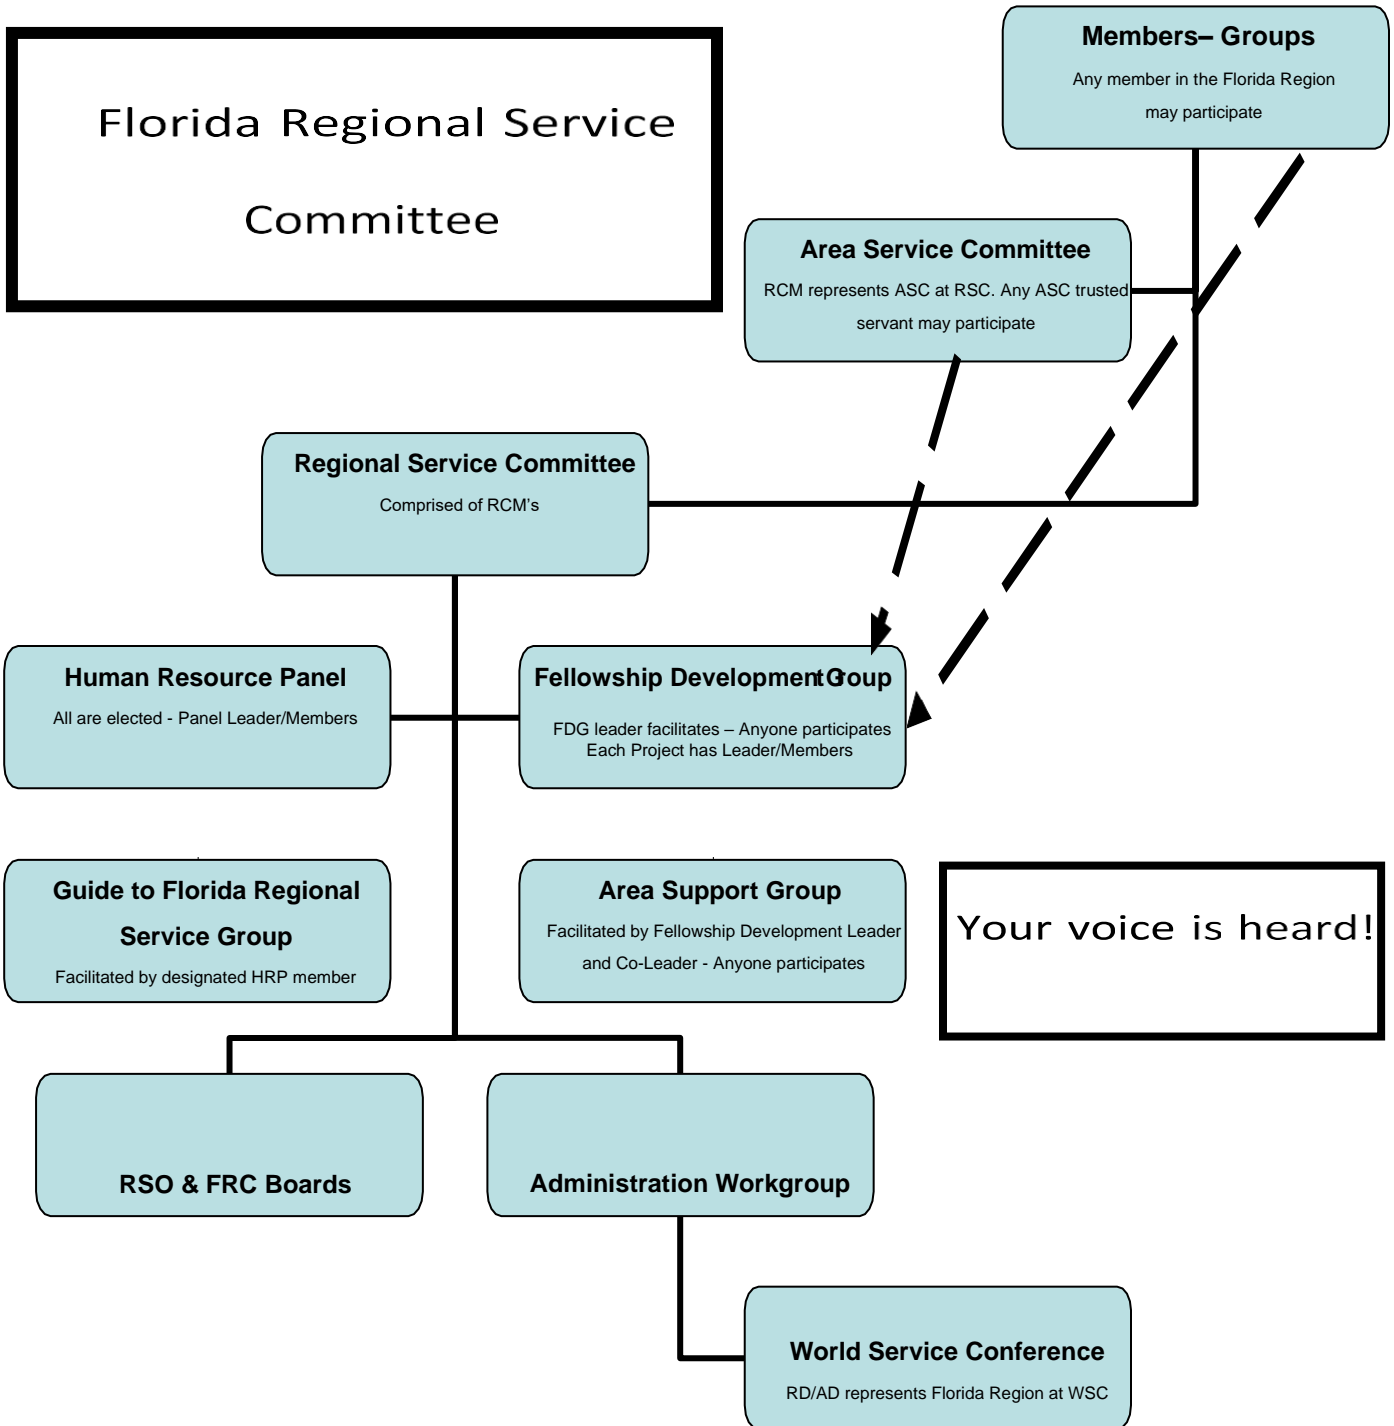 Florida Regional Service
Committee
Members– Groups
Any member in the Florida Region
may participate
Area Service Committee
RCM represents ASC at RSC. Any ASC trusted
servant may participate
Regional Service Committee
Comprised of RCM’s
Human Resource Panel
All are elected - Panel Leader/Members
Fellowship Development Group
FDG leader facilitates – Anyone participates
Each Project has Leader/Members
Guide to Florida Regional
Service Group
Facilitated by designated HRP member
Area Support Group
Facilitated by Fellowship Development Leader
and Co-Leader - Anyone participates
Your voice is heard!
RSO & FRC Boards
Administration Workgroup
World Service Conference
RD/AD represents Florida Region at WSC